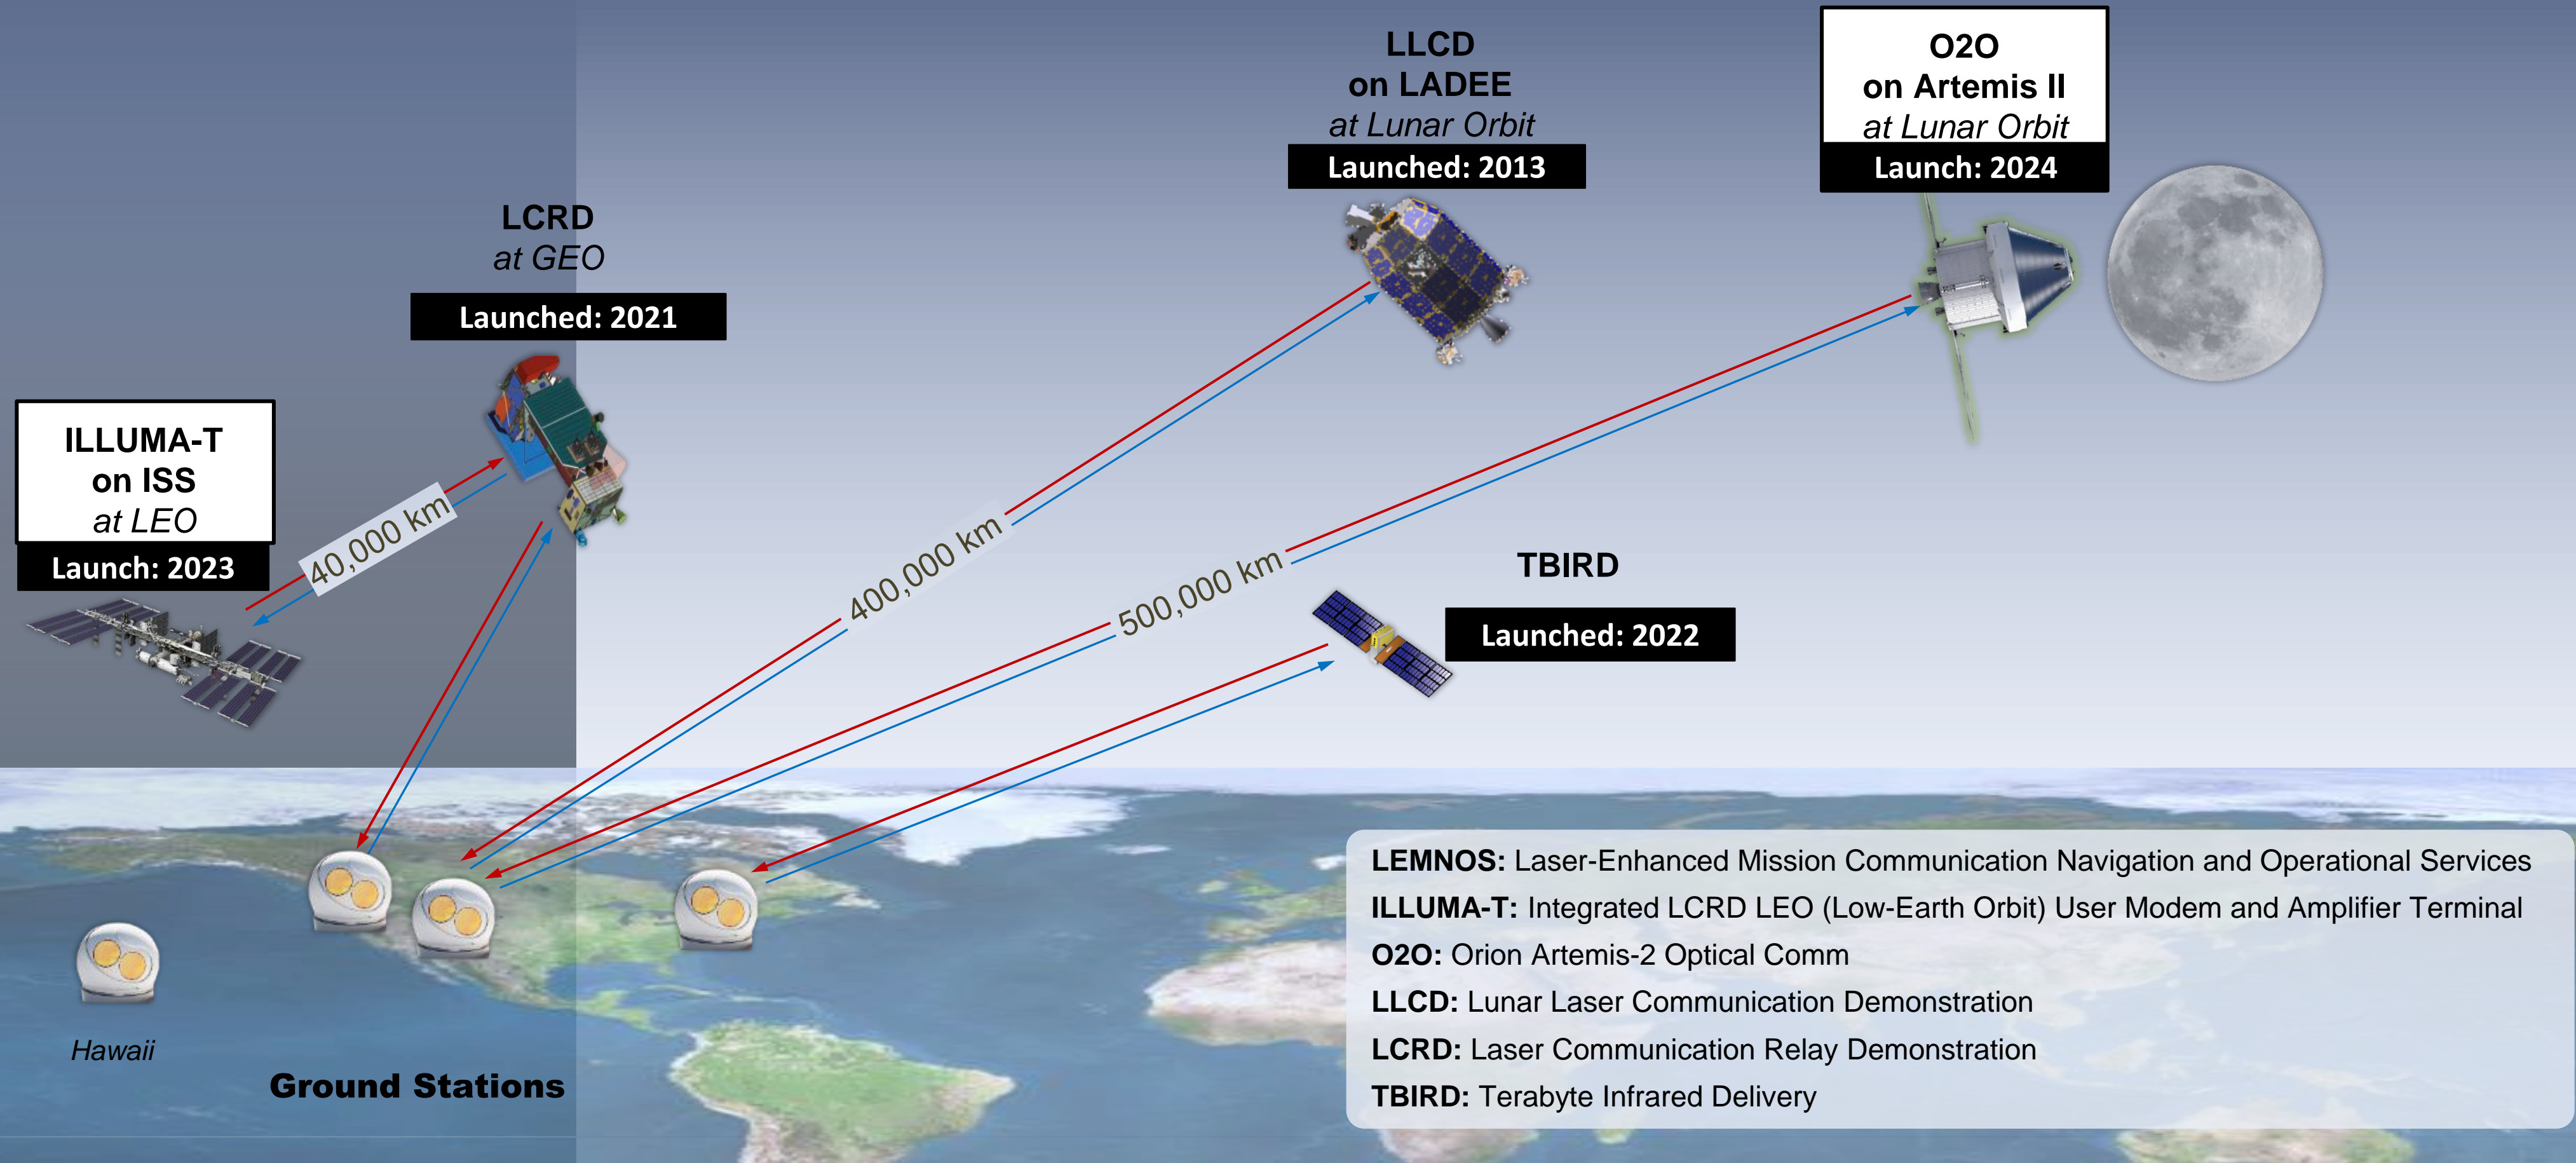 LLCD
on LADEE
at Lunar Orbit
Launched: 2013
O2O
on Artemis II
at Lunar Orbit
Launch: 2024
LCRD
at GEO
Launched: 2021
ILLUMA-T
on ISS
at LEO
Launch: 2023
40,000 km
400,000 km
500,000 km
TBIRD
Launched: 2022
Hawaii
Ground Stations
LEMNOS: Laser-Enhanced Mission Communication Navigation and Operational Services
ILLUMA-T: Integrated LCRD LEO (Low-Earth Orbit) User Modem and Amplifier Terminal
O2O: Orion Artemis-2 Optical Comm
LLCD: Lunar Laser Communication Demonstration
LCRD: Laser Communication Relay Demonstration
TBIRD: Terabyte Infrared Delivery